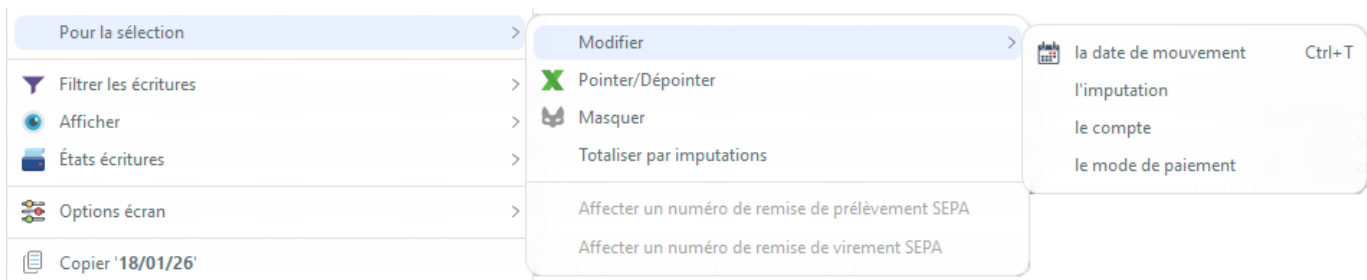 Pour la sélection
Filtrer les écritures
Afficher
États écritures
Options écran
Copier '18/01/26'
Modifier
Pointer/Dépointer
Masquer
Totaliser par imputations
Affecter un numéro de remise de prélèvement SEPA
Affecter un numéro de remise de virement SEPA
la date de mouvement Ctrl+T
l'imputation
le compte
le mode de paiement